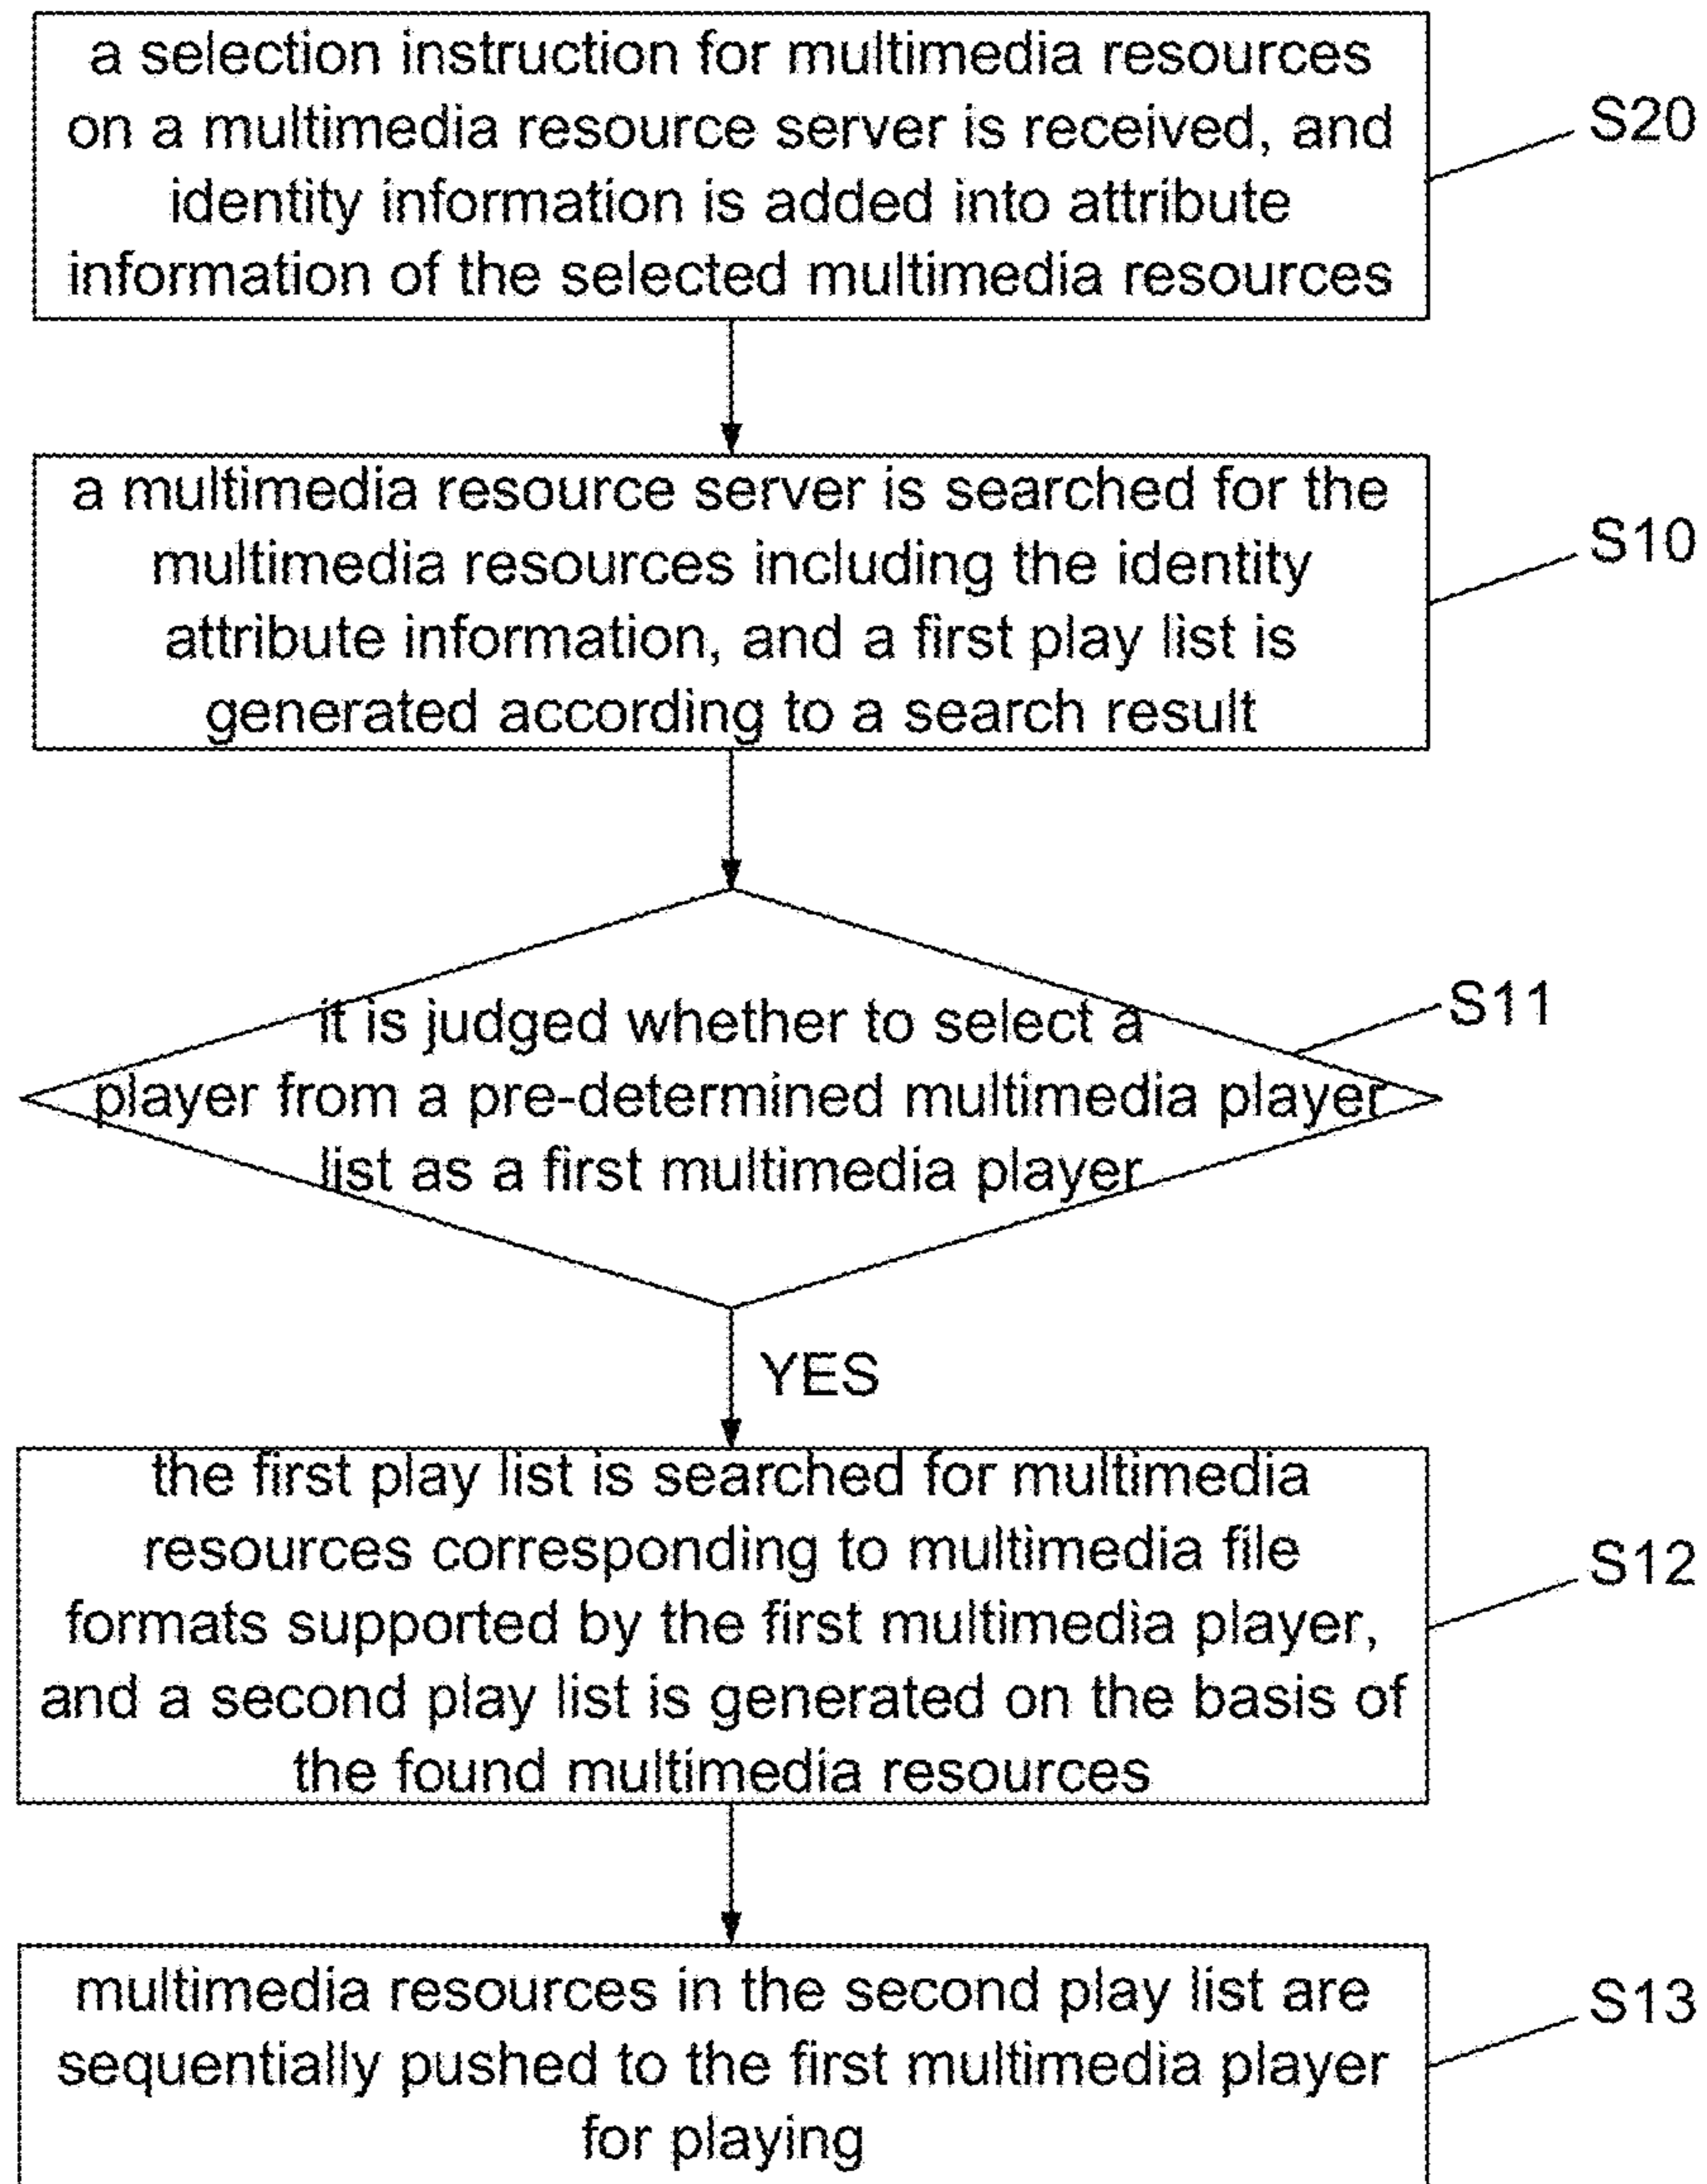 a selection instruction for multimedia resources
on a multimedia resource server is received, and
identity information is added into attribute
information of the selected multimedia resources
S20
a multimedia resource server is searched for the
multimedia resources including the identity
attribute information, and a first play list is
generated according to a search result
S10
it is judged whether to select a
player from a pre-determined multimedia player
list as a first multimedia player
S11
YES
the first play list is searched for multimedia
resources corresponding to multimedia file
formats supported by the first multimedia player,
and a second play list is generated on the basis of
the found multimedia resources
S12
multimedia resources in the second play list are
sequentially pushed to the first multimedia player
for playing
S13